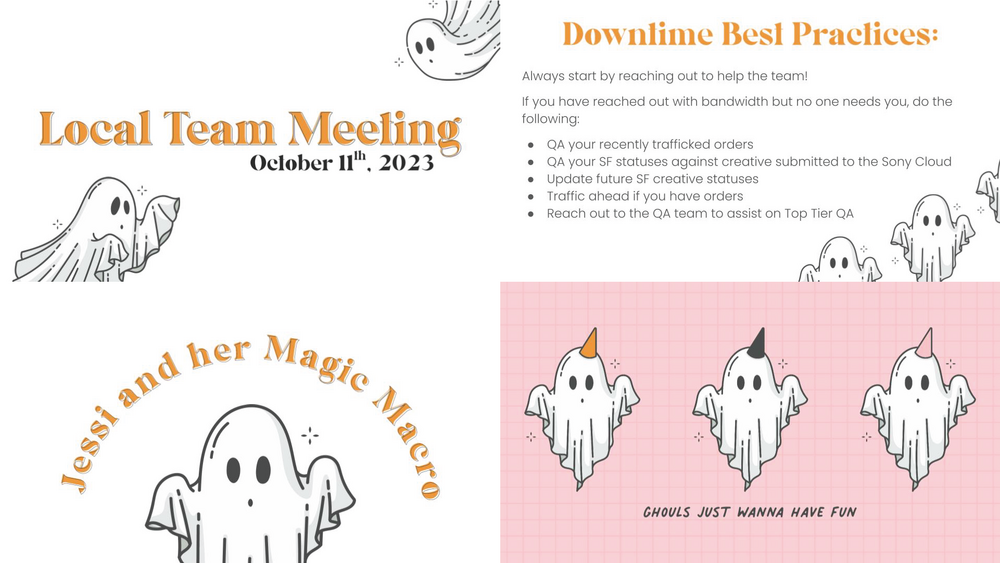 Local Team Meeting
October 11th, 2023
Downtime Best Practices:
Always start by reaching out to help the team!
If you have reached out with bandwidth but no one needs you, do the
following:
● QA your recently trafficked orders
● QA your SF statuses against creative submitted to the Sony Cloud
● Update future SF creative statuses
● Traffic ahead if you have orders
● Reach out to the QA team to assist on Top Tier QA
Jessi and her Magic Macro
GHOULS JUST WANNA HAVE FUN